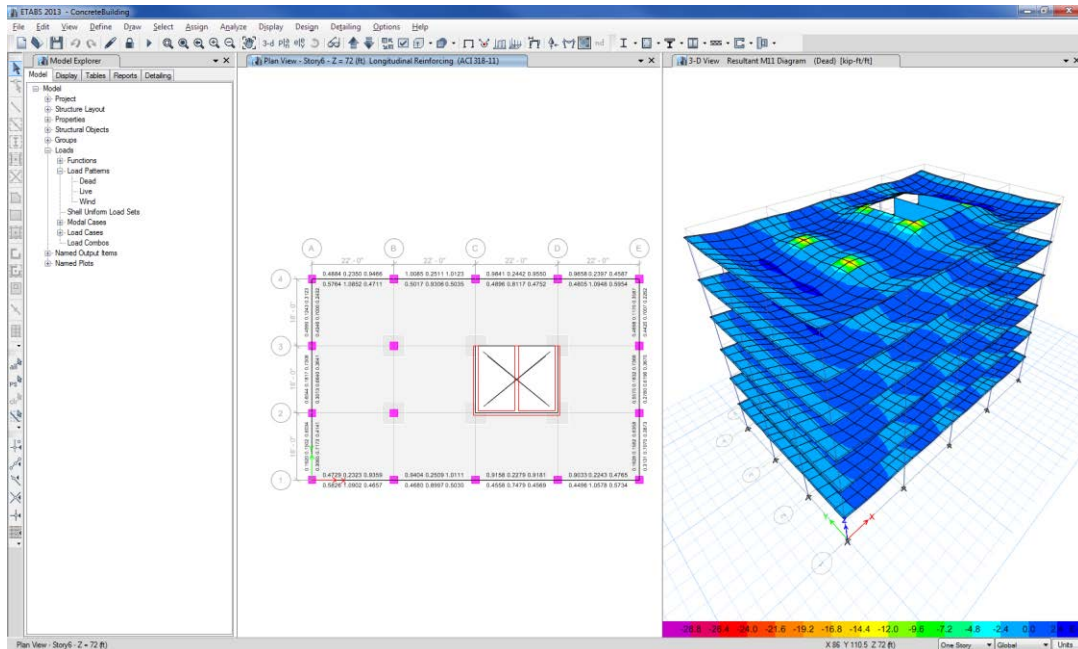 ETABS 2013 - ConcreteBuilding
File Edit View Define Draw Select Assign Analyze Display Design Detailing Options Help
3-d
nd
Model Explorer
Model Display Tables Reports Detailing
Model
Project
Structure Layout
Properties
Structural Objects
Groups
Loads
Functions
Load Patterns
Dead
Live
Wind
Shell Uniform Load Sets
Modal Cases
Load Cases
Load Combos
Named Output Items
Named Plots
Plan View - Story6 - Z = 72 (ft) Longitudinal Reinforcing (ACI 318-11)
A B C D E
22' - 0" 22' - 0" 22' - 0" 22' - 0"
4
0.4884 0.2350 0.9466 1.0085 0.2511 1.0123 0.9841 0.2442 0.9550 0.9858 0.2397 0.4587
0.5764 1.0852 0.4711 0.5017 0.9306 0.5035 0.4896 0.8117 0.4752 0.4805 1.0948 0.5954
3
2
1
0.4729 0.2323 0.9359 0.9404 0.2509 1.0111 0.9158 0.2279 0.9181 0.9033 0.2243 0.4765
0.5626 1.0902 0.4657 0.4680 0.8997 0.5030 0.4556 0.7479 0.4569 0.4496 1.0578 0.5734
3-D View Resultant M11 Diagram (Dead) [kip-ft/ft]
X
Y
Z
-28.8 -26.4 -24.0 -21.6 -19.2 -16.8 -14.4 -12.0 -9.6 -7.2 -4.8 -2.4 0.0
Plan View - Story6 - Z = 72 (ft)
X 86 Y 110.5 Z 72 (ft) One Story Global Units...